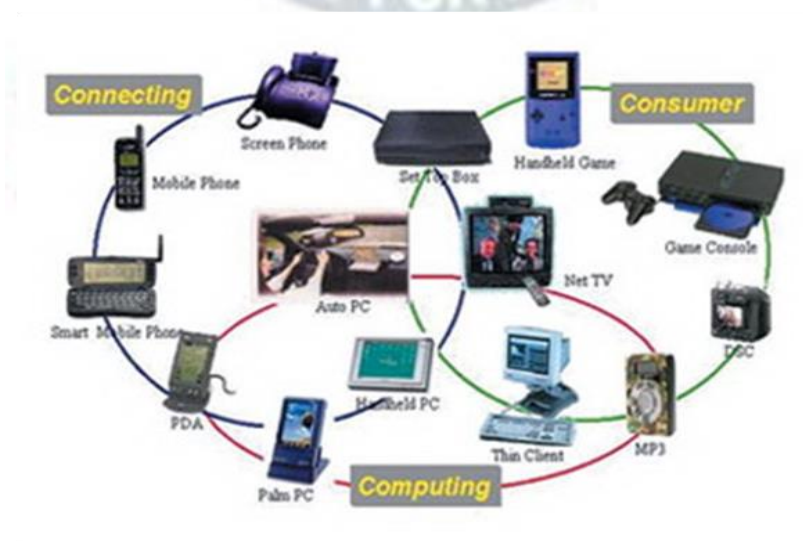 Connecting
Consumer
Screen Phone
Handheld Game
Set Top Box
Mobile Phone
Game Console
Net TV
Auto PC
Smart Mobile Phone
DSC
Handheld PC
PDA
MP3
Thin Client
Palm PC
Computing